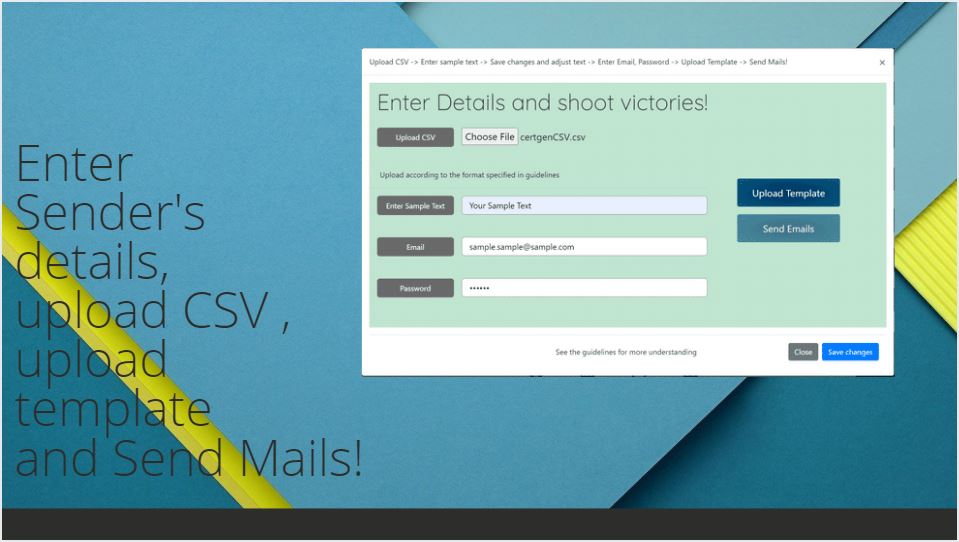 Enter
Sender's
details,
upload CSV ,
upload
template
and Send Mails!
Upload CSV -> Enter sample text -> Save changes and adjust text -> Enter Email, Password -> Upload Template -> Send Mails!
×
Enter Details and shoot victories!
Upload CSV Choose File certgenCSV.csv
Upload according to the format specified in guidelines
Enter Sample Text Your Sample Text
Email sample.sample@sample.com
Password ••••••
Upload Template
Send Emails
See the guidelines for more understanding
Close Save changes